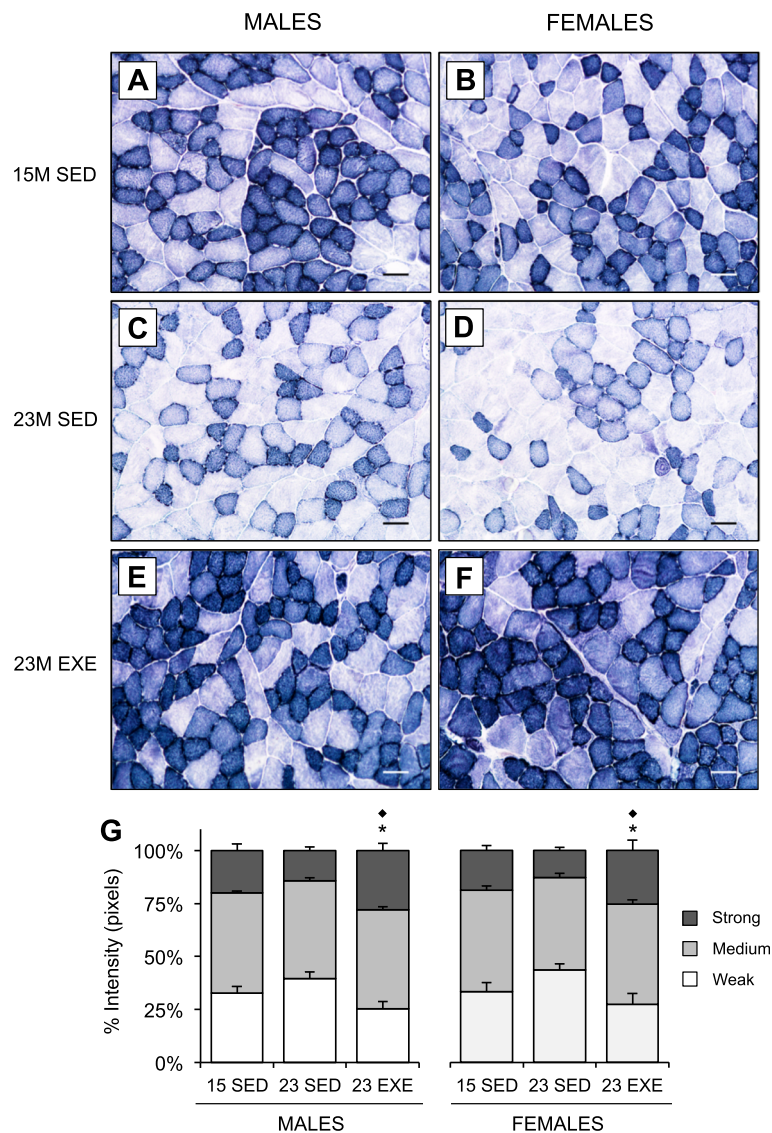 MALES FEMALES
A B
15M SED
C D
23M SED
E F
23M EXE
G
◆ ◆
* *
% Intensity (pixels)
100%
75%
50%
25%
0%
Strong
Medium
Weak
15 SED 23 SED 23 EXE 15 SED 23 SED 23 EXE
MALES FEMALES